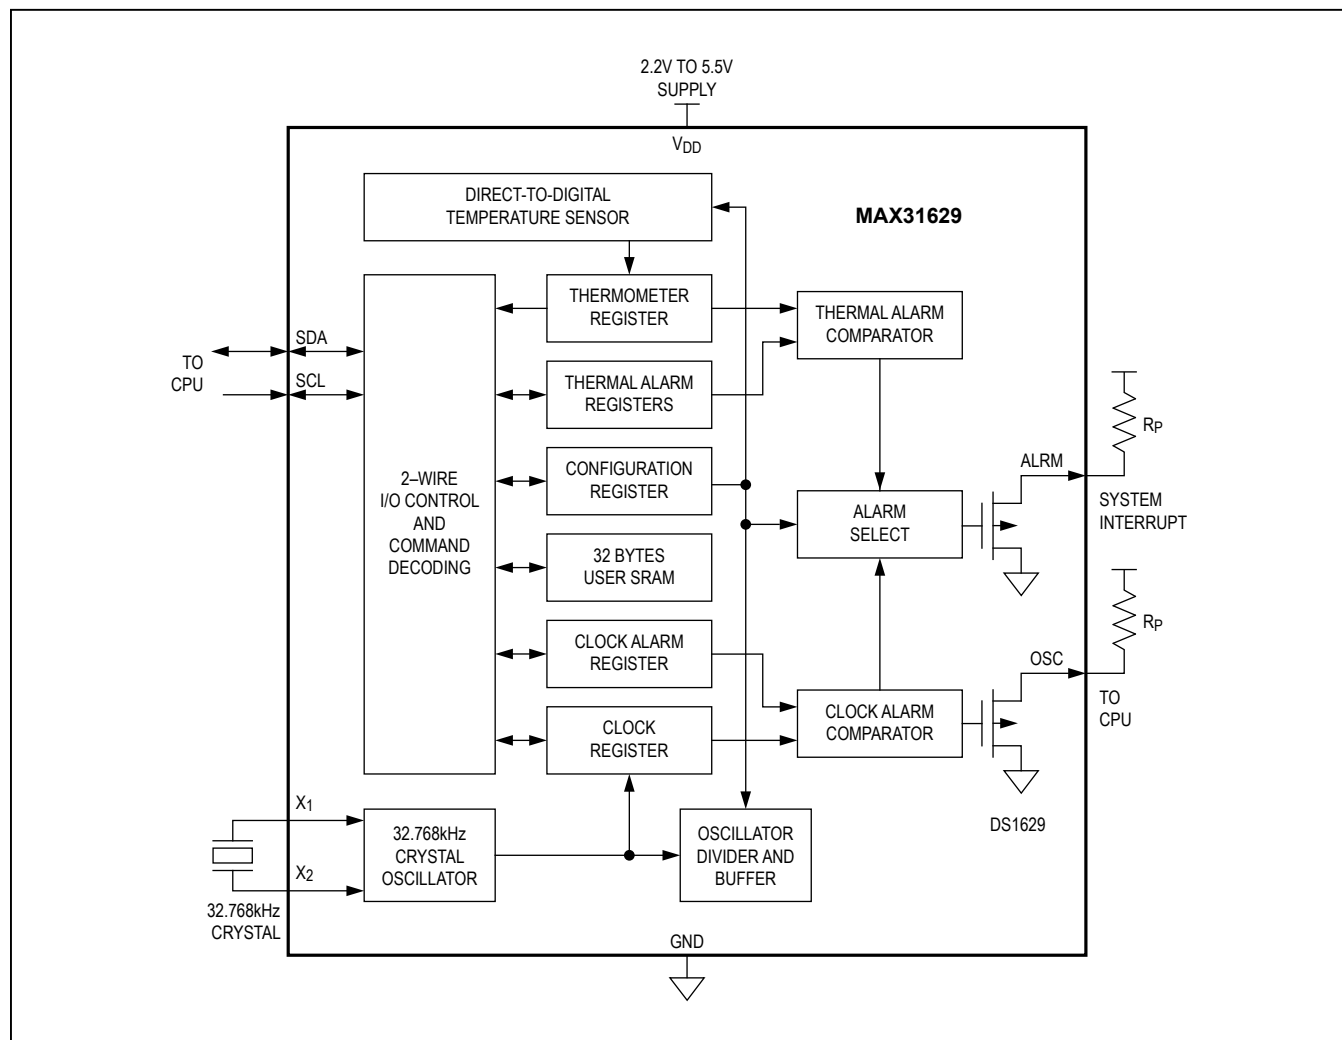 2.2V TO 5.5V
SUPPLY
VDD
DIRECT-TO-DIGITAL
TEMPERATURE SENSOR
MAX31629
THERMOMETER
REGISTER
THERMAL ALARM
COMPARATOR
SDA
TO
CPU
SCL
THERMAL ALARM
REGISTERS
RP
2–WIRE
I/O CONTROL
AND
COMMAND
DECODING
CONFIGURATION
REGISTER
ALRM
ALARM
SELECT
SYSTEM
INTERRUPT
32 BYTES
USER SRAM
RP
CLOCK ALARM
REGISTER
OSC
CLOCK
REGISTER
CLOCK ALARM
COMPARATOR
TO
CPU
X1
X2
32.768kHz
CRYSTAL
OSCILLATOR
OSCILLATOR
DIVIDER AND
BUFFER
DS1629
32.768kHz
CRYSTAL
GND